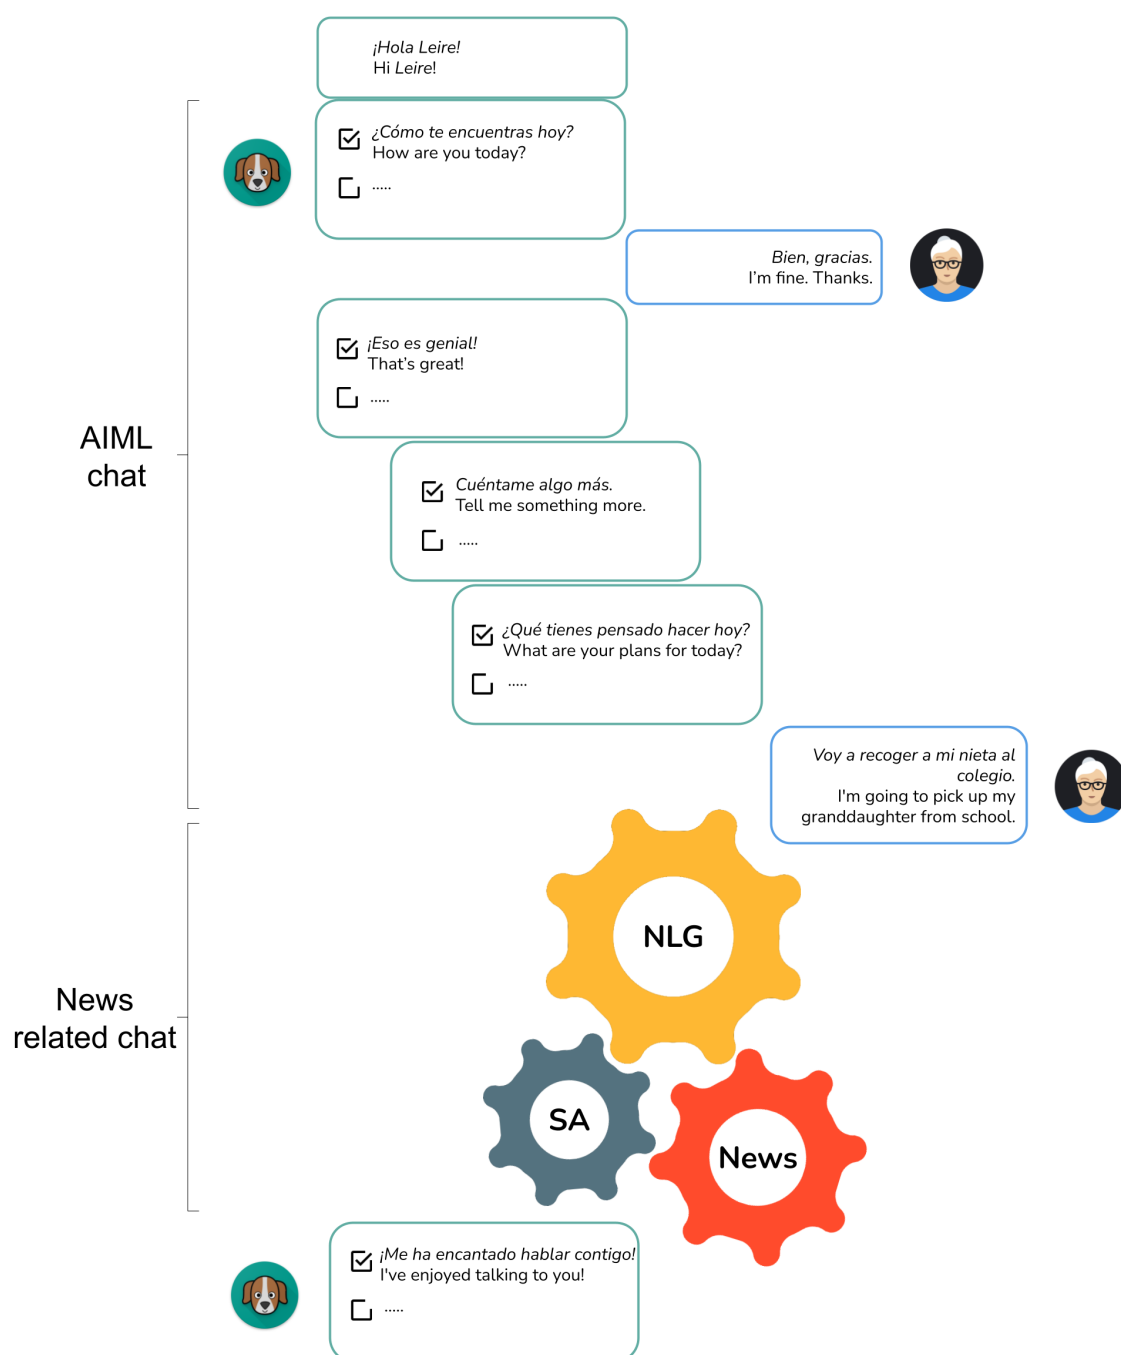 ¡Hola Leire!
Hi Leire!
¿Cómo te encuentras hoy?
How are you today?
.....
Bien, gracias.
I'm fine. Thanks.
¡Eso es genial!
That's great!
.....
AIML
chat
Cuéntame algo más.
Tell me something more.
.....
¿Qué tienes pensado hacer hoy?
What are your plans for today?
.....
Voy a recoger a mi nieta al
colegio.
I'm going to pick up my
granddaughter from school.
NLG
News
related chat
SA
News
¡Me ha encantado hablar contigo!
I've enjoyed talking to you!
.....